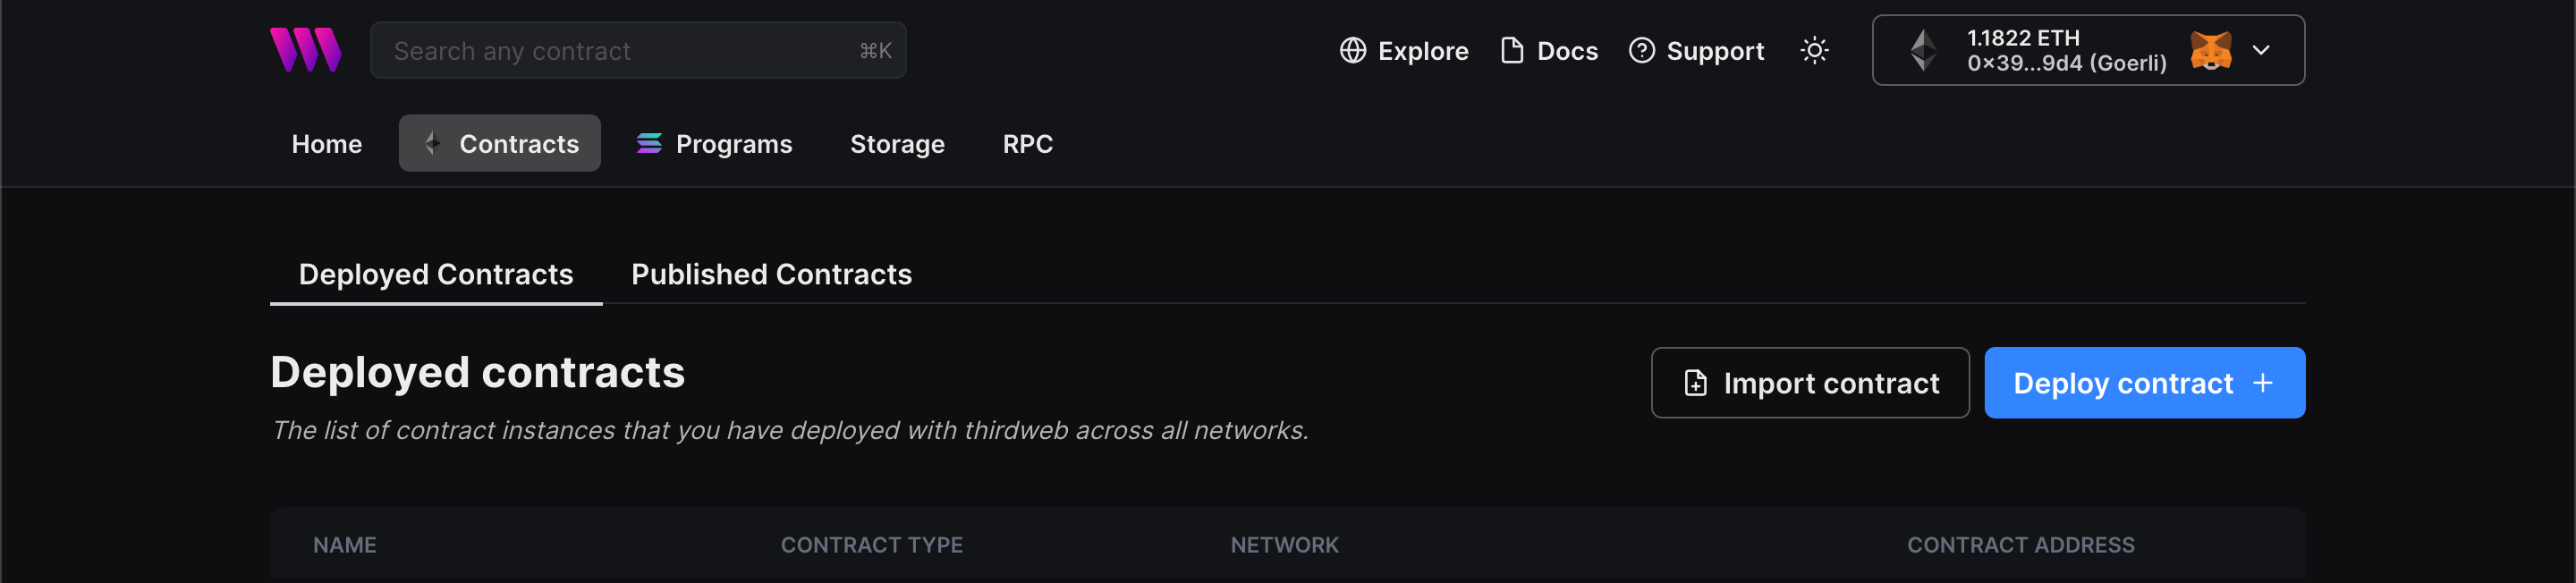 Search any contract ⌘K
Explore Docs Support
1.1822 ETH
0×39...9d4 (Goerli)
Home Contracts Programs Storage RPC
Deployed Contracts Published Contracts
Deployed contracts
Import contract Deploy contract +
The list of contract instances that you have deployed with thirdweb across all networks.
NAME CONTRACT TYPE NETWORK CONTRACT ADDRESS